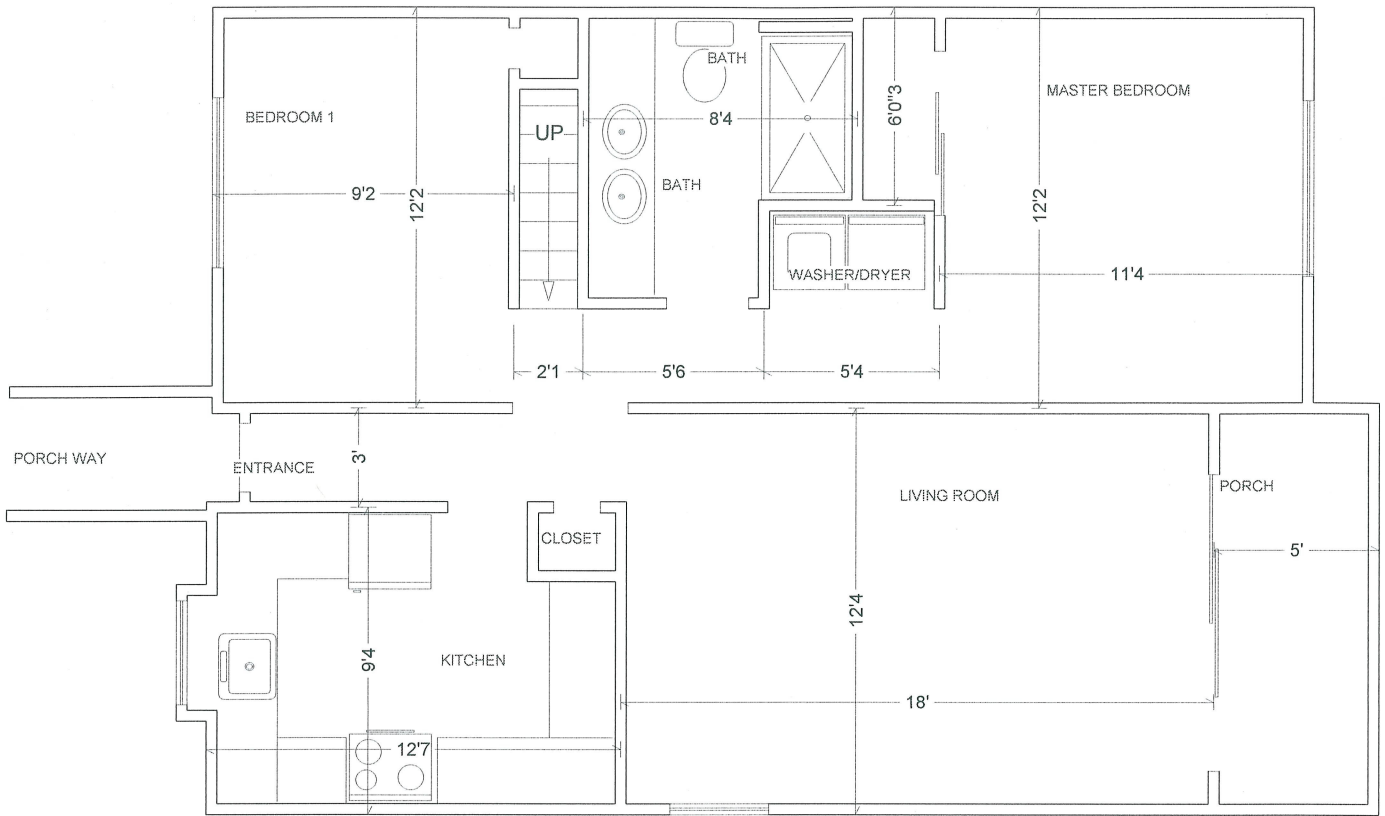 BATH
BEDROOM 1
MASTER BEDROOM
6'0"3
8'4
UP
BATH
9'2
12'2
12'2
WASHER/DRYER
11'4
2'1
5'6
5'4
PORCH WAY
ENTRANCE
3'
LIVING ROOM
PORCH
CLOSET
5'
12'4
9'4
KITCHEN
18'
12'7